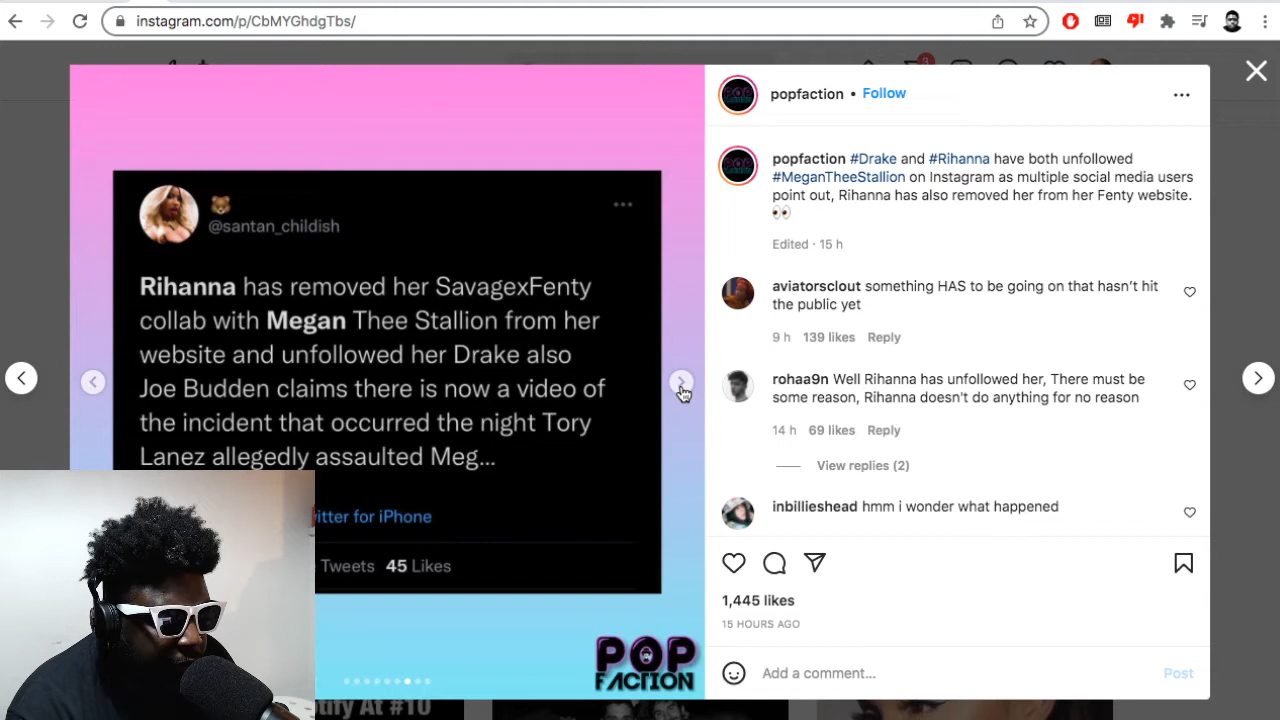 instagram.com/p/CbMYGhdgTbs/
3
popfaction • Follow
popfaction #Drake and #Rihanna have both unfollowed
#MeganTheeStallion on Instagram as multiple social media users
point out, Rihanna has also removed her from her Fenty website.
Edited · 15 h
@santan_childish
Rihanna has removed her SavagexFenty
collab with Megan Thee Stallion from her
website and unfollowed her Drake also
Joe Budden claims there is now a video of
the incident that occurred the night Tory
Lanez allegedly assaulted Meg...
itter for iPhone
Tweets 45 Likes
POP
FACTION
aviatorsclout something HAS to be going on that hasn't hit
the public yet
9 h 139 likes Reply
rohaa9n Well Rihanna has unfollowed her, There must be
some reason, Rihanna doesn't do anything for no reason
14 h 69 likes Reply
View replies (2)
inbillieshead hmm i wonder what happened
1,445 likes
15 HOURS AGO
Add a comment...
Post
tify At #10